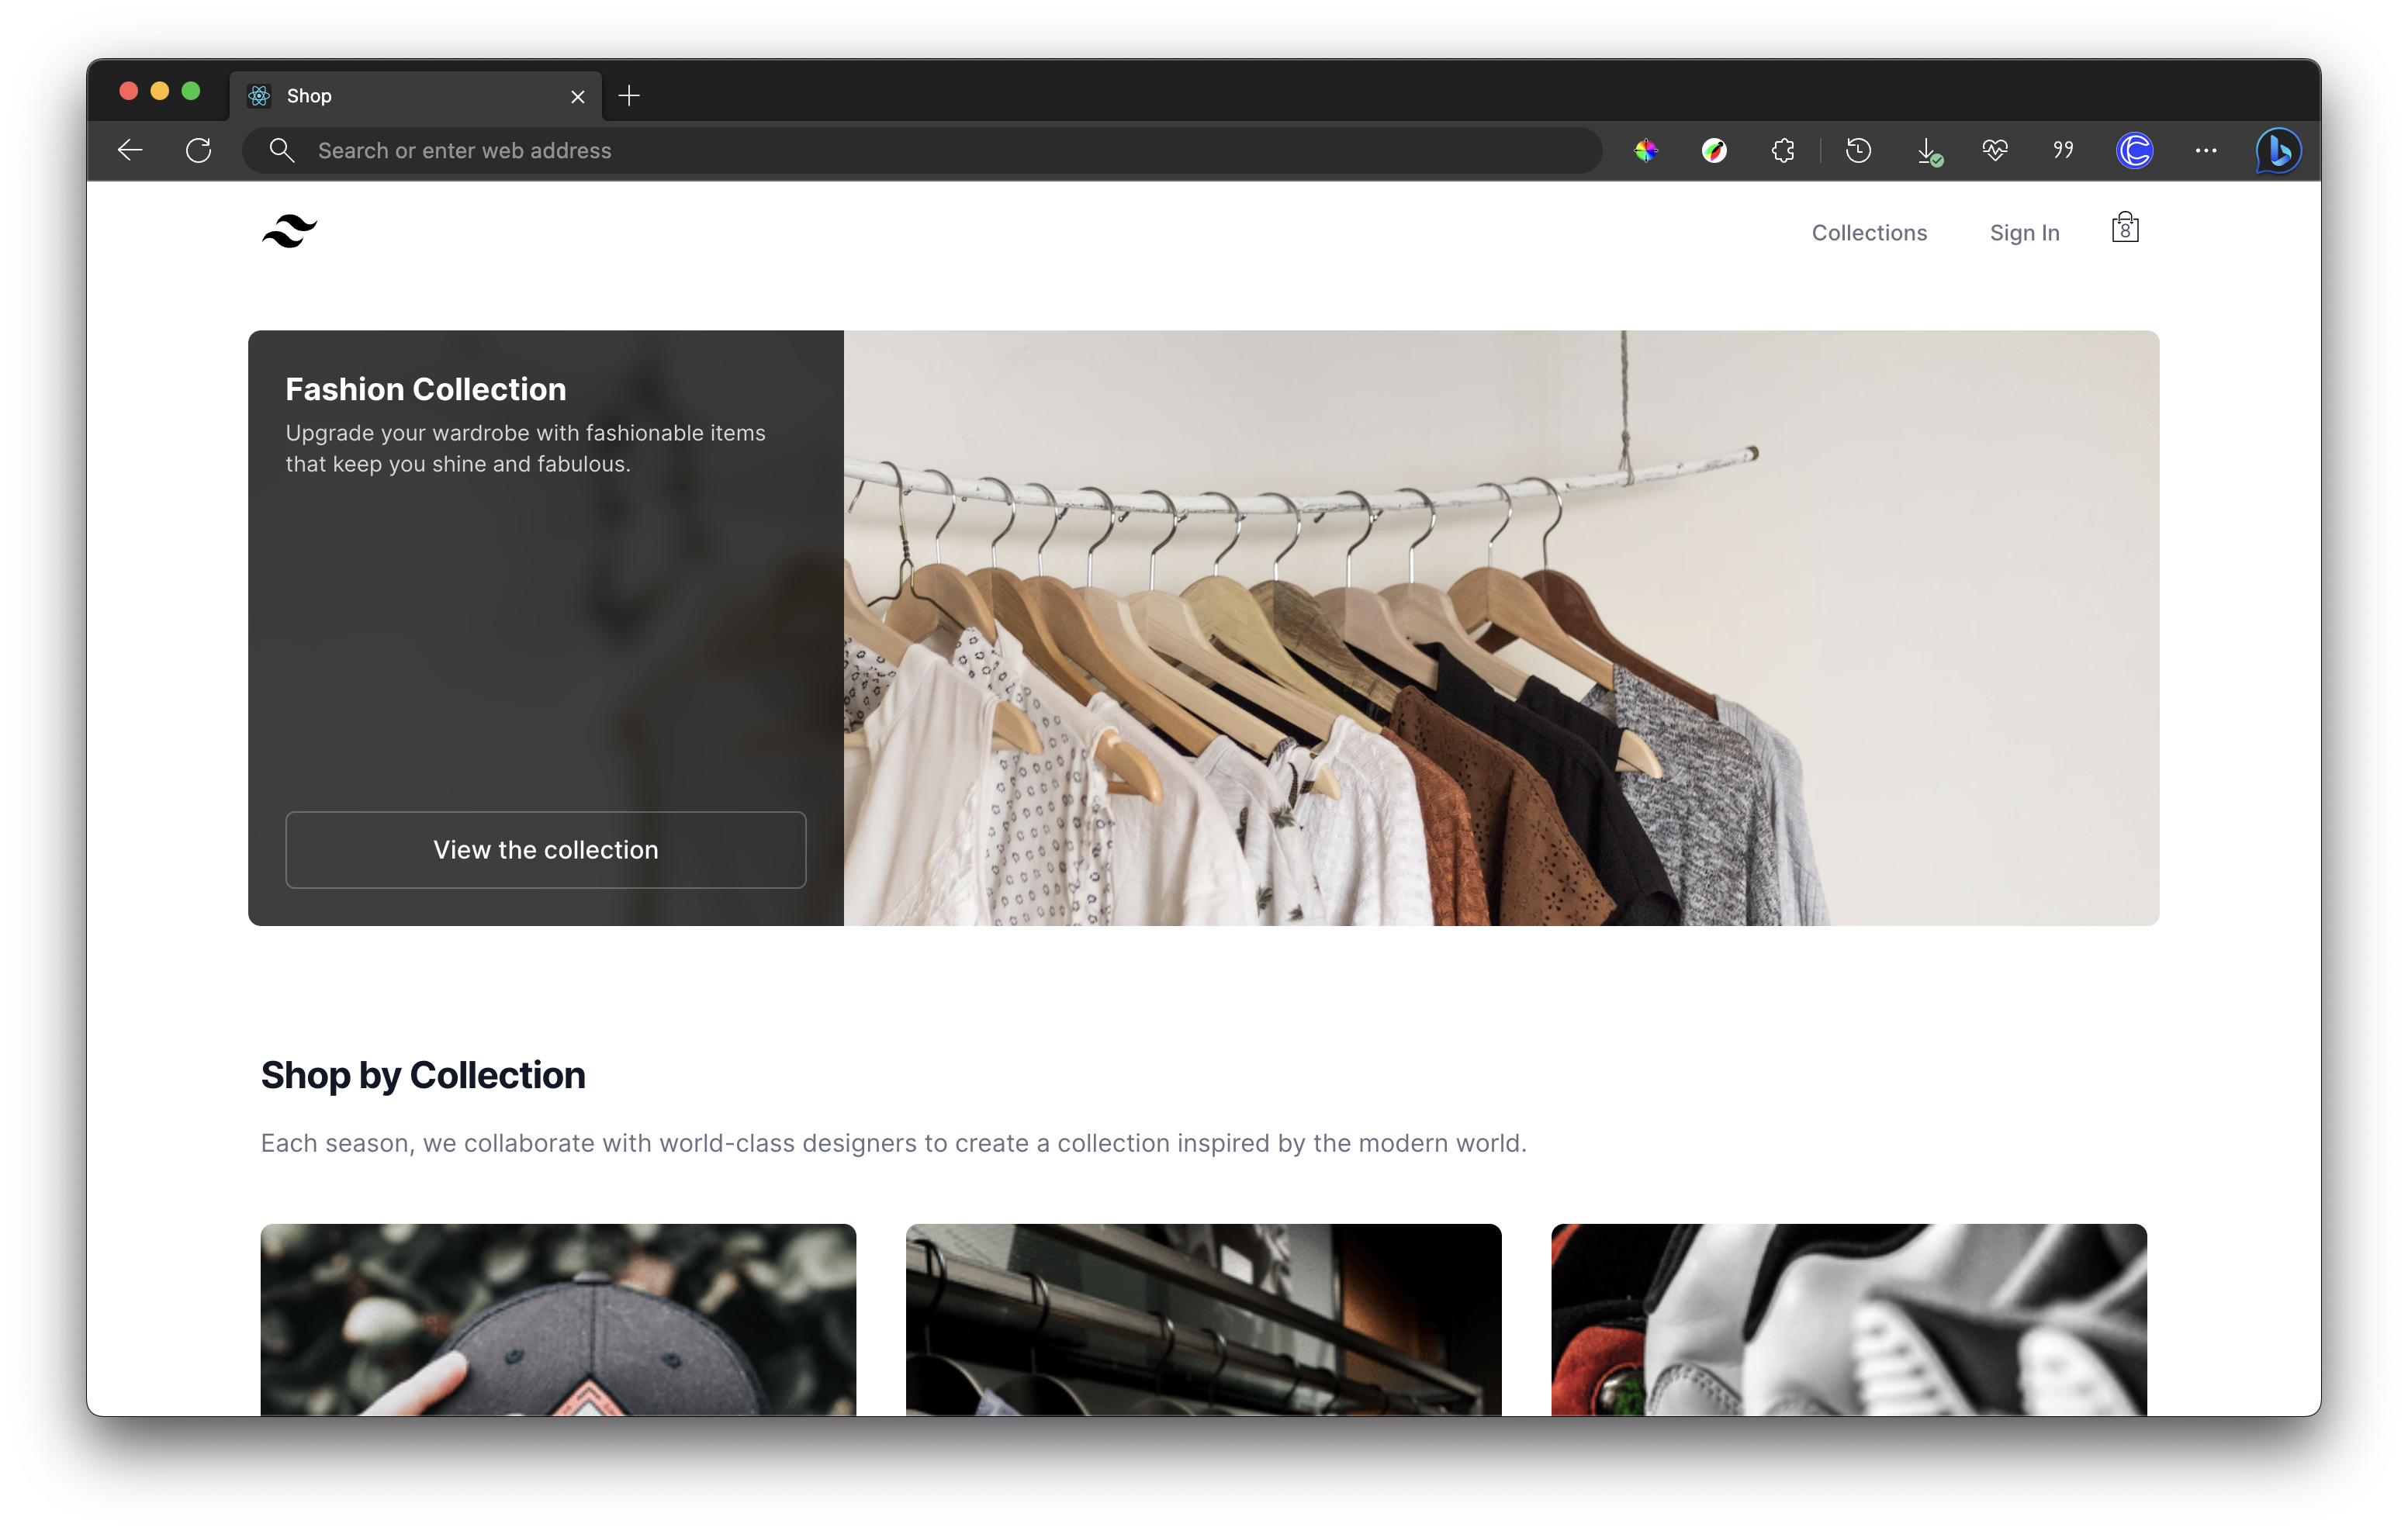 Shop
Search or enter web address
Collections
Sign In
8
Fashion Collection
Upgrade your wardrobe with fashionable items
that keep you shine and fabulous.
View the collection
Shop by Collection
Each season, we collaborate with world-class designers to create a collection inspired by the modern world.